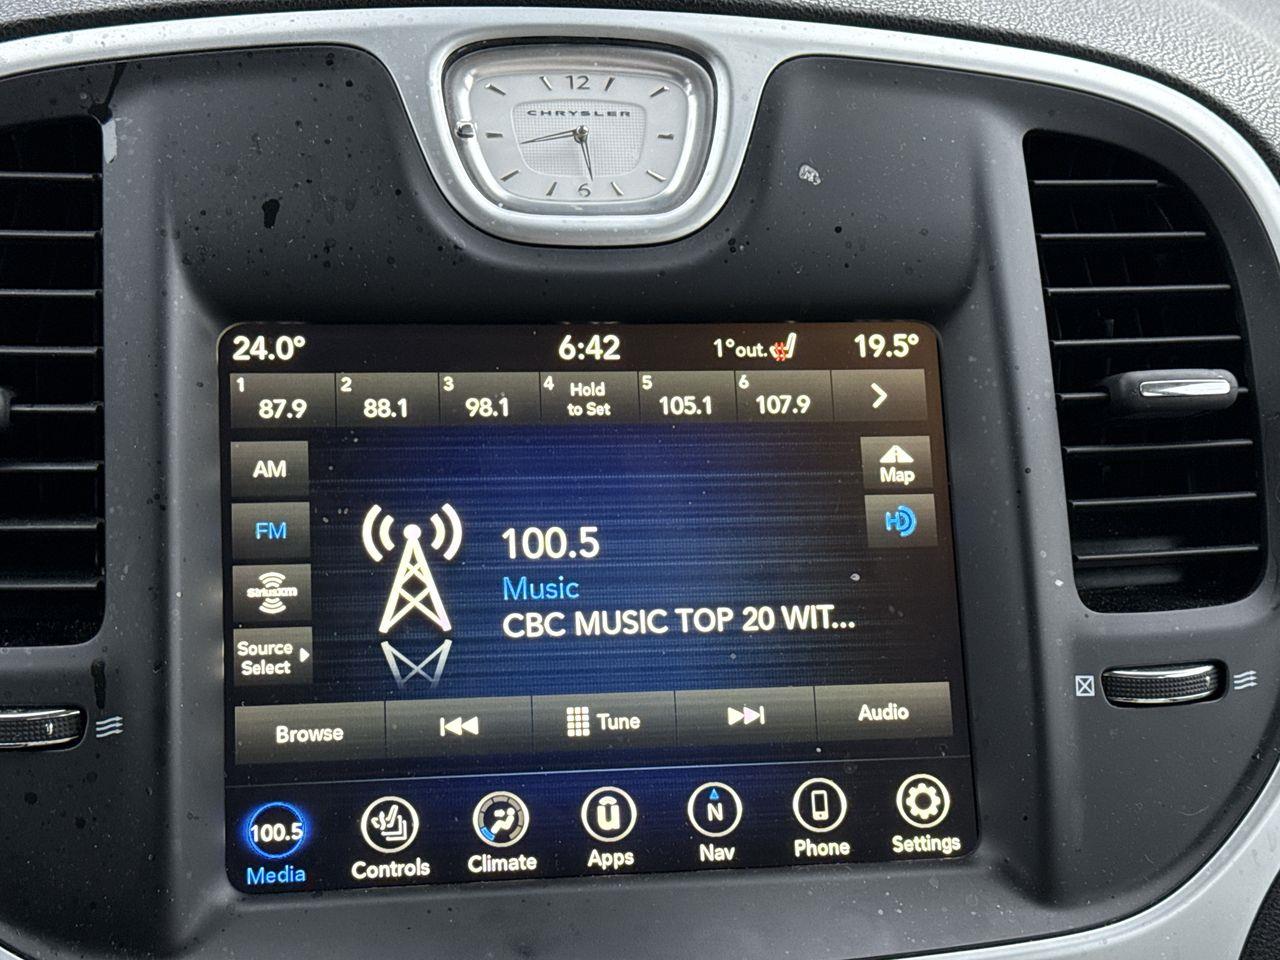 12
CHRYSLER
6
24.0° 6:42 1°out. 19.5°
1 87.9 2 88.1 3 98.1 4 Hold to Set 5 105.1 6 107.9
AM
Map
FM
HD
100.5
SiriusXM
Music
CBC MUSIC TOP 20 WIT...
Source
Select
Browse Tune Audio
100.5 N
Media Controls Climate Apps Nav Phone Settings